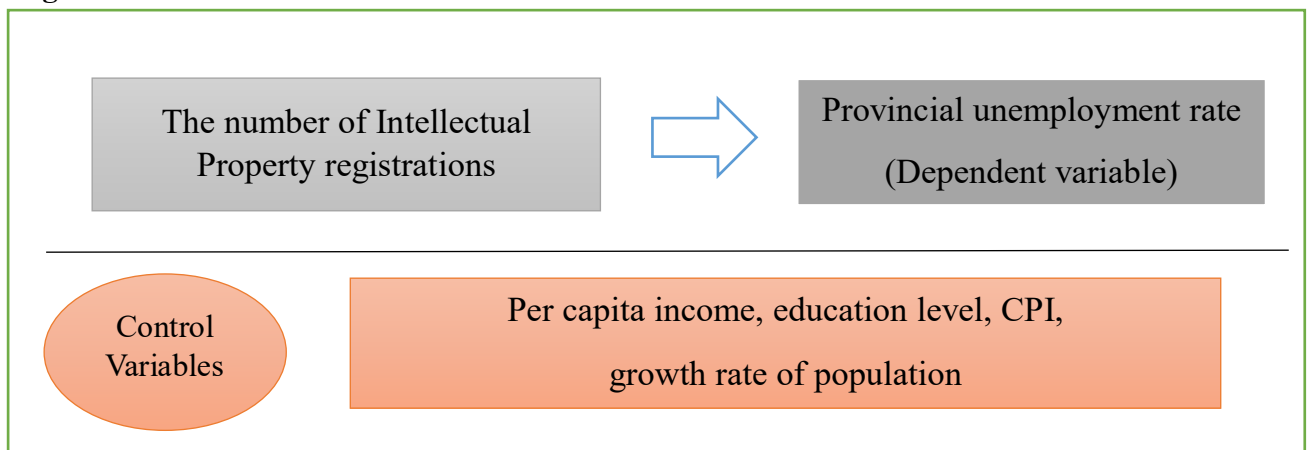 The number of Intellectual
Property registrations
Provincial unemployment rate
(Dependent variable)
Control
Variables
Per capita income, education level, CPI,
growth rate of population